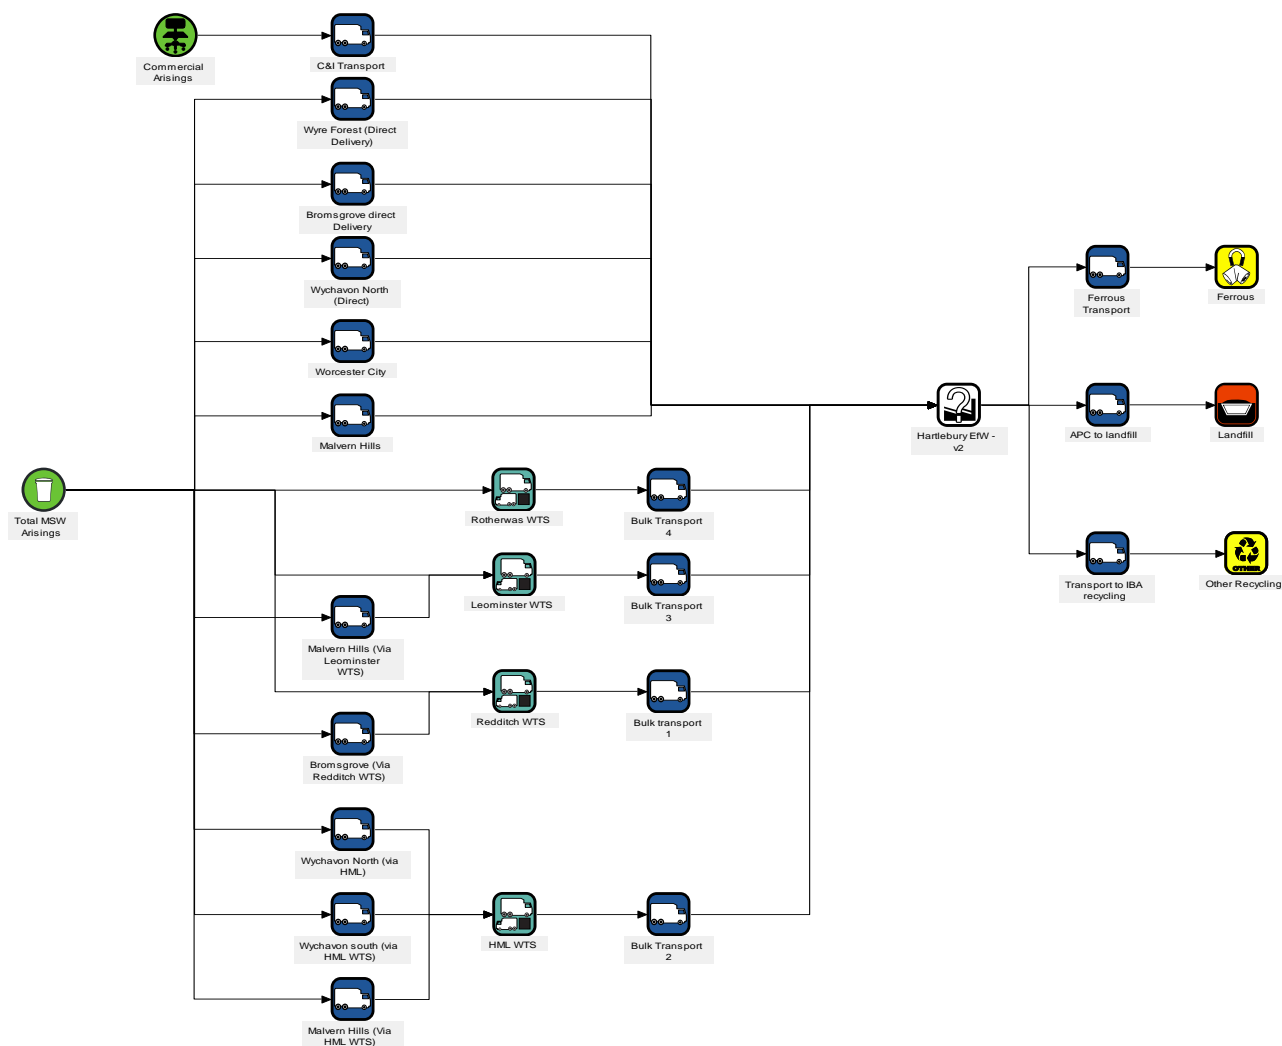 Commercial
Arisings
C&I Transport
Wyre Forest (Direct
Delivery)
Bromsgrove direct
Delivery
Wychavon North
(Direct)
Worcester City
Malvern Hills
Total MSW
Arisings
Rotherwas WTS
Bulk Transport
4
Leominster WTS
Bulk Transport
3
Malvern Hills (Via
Leominster
WTS)
Redditch WTS
Bulk transport
1
Bromsgrove (Via
Redditch WTS)
Wychavon North (via
HML)
Wychavon south (via
HML WTS)
HML WTS
Bulk Transport
2
Malvern Hills (Via
HML WTS)
Hartlebury EfW -
v2
Ferrous
Transport
Ferrous
APC to landfill
Landfill
Transport to IBA
recycling
OTHER
Other Recycling